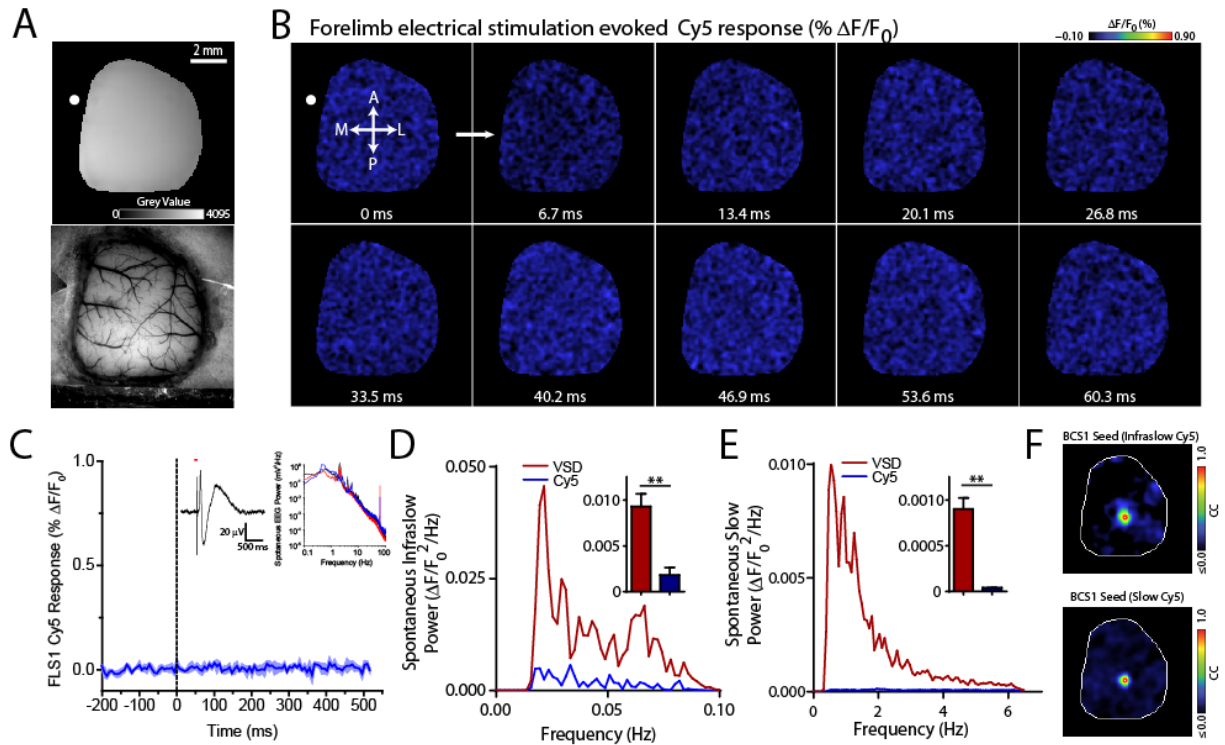 A
2 mm
Grey Value
0 4095
B
Forelimb electrical stimulation evoked Cy5 response (% ΔF/F0)
ΔF/F0 (%)
-0.10 0.90
A
M L
P
0 ms
6.7 ms
13.4 ms
20.1 ms
26.8 ms
33.5 ms
40.2 ms
46.9 ms
53.6 ms
60.3 ms
C
FLS1 Cy5 Response (% ΔF/F0)
1.0
0.5
0.0
-200 -100 0 100 200 300 400 500
Time (ms)
20 μV
500 ms
Spotaneous EEG Power (mV²/Hz)
0.1 1 10 100
Frequency (Hz)
D
Spontaneous Infraslow
Power (ΔF/F0²/Hz)
0.050
0.025
0.000
0.00 0.05 0.10
Frequency (Hz)
VSD
Cy5
**
0.010
0.005
0.000
E
Spontaneous Slow
Power (ΔF/F0²/Hz)
0.010
0.005
0.000
0 2 4 6
Frequency (Hz)
VSD
Cy5
**
0.0010
0.0005
0.0000
F
BCS1 Seed (Infraslow Cy5)
1.0
CC
≤0.0
BCS1 Seed (Slow Cy5)
1.0
CC
≤0.0